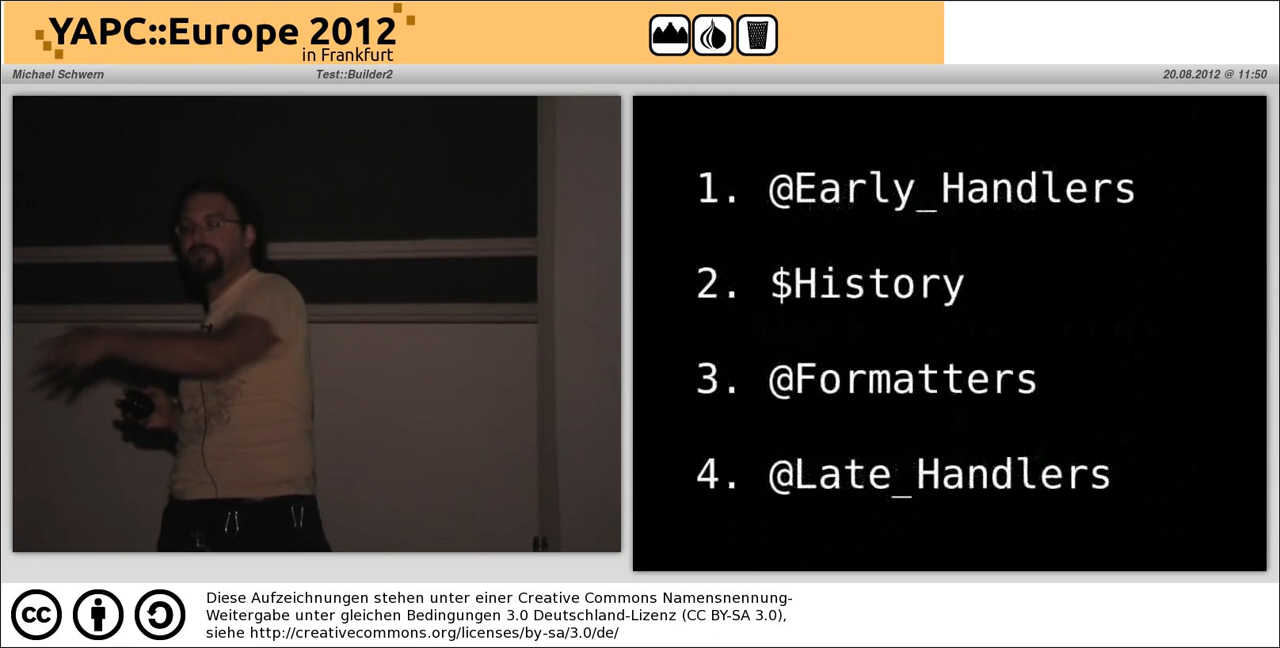 YAPC::Europe 2012
in Frankfurt
Michael Schwern Test::Builder2 20.08.2012 @ 11:50
1. @Early_Handlers
2. $History
3. @Formatters
4. @Late_Handlers
cc
Diese Aufzeichnungen stehen unter einer Creative Commons Namensnennung-
Weitergabe unter gleichen Bedingungen 3.0 Deutschland-Lizenz (CC BY-SA 3.0),
siehe http://creativecommons.org/licenses/by-sa/3.0/de/